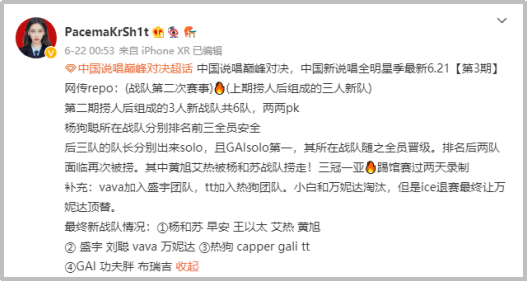 PacemaKrSh1t
6-22 00:53 来自 iPhone XR 已编辑
中国说唱巅峰对决超话 中国说唱巅峰对决，中国新说唱全明星季最新6.21【第3期】
网传repo：(战队第二次赛事)(上期捞人后组成的三人新队)
第二期捞人后组成的3人新战队共6队，两两pk
杨狗聪所在战队分别排名前三全员安全
后三队的队长分别出来solo，且GAIsolo第一，其所在战队随之全员晋级。排名后两队
面临再次被捞。其中黄旭艾热被杨和苏战队捞走！三冠一亚踢馆赛过两天录制
补充：vava加入盛宇团队，tt加入热狗团队。小白和万妮达淘汰，但是ice退赛最终让万
妮达顶替。
最终新战队情况：①杨和苏 早安 王以太 艾热 黄旭
② 盛宇 刘聪 vava 万妮达 ③热狗 capper gali tt
④GAI 功夫胖 布瑞吉 收起